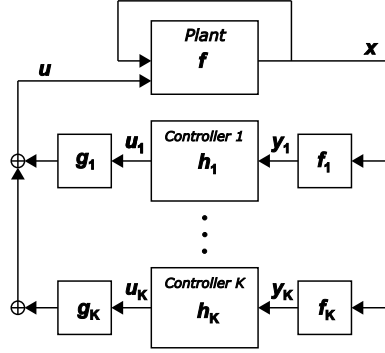 Plant
f
u
x
Controller 1
h1
u1
y1
g1
f1
Controller K
hK
uK
yK
gK
fK